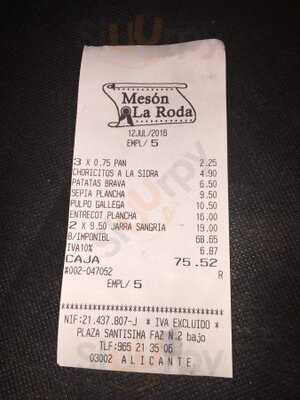 Mesón
La Roda
12JUL/2018
EMPL/ 5
3 X 0.75 PAN 2.25
CHORICITOS A LA SIDRA 4.90
PATATAS BRAVA 6.50
SEPIA PLANCHA 9.50
PULPO GALLEGA 10.50
ENTRECOT PLANCHA 16.00
2 X 9.50 JARRA SANGRIA 19.00
B/IMPONIBL 68.65
IVA10% 6.87
CAJA 75.52
#002-047052 R
EMPL/ 5
************************************
NIF:21.437.807-J * IVA EXCLUIDO *
PLAZA SANTISIMA FAZ N.2 bajo
TLF:965 21 35 06
03002 ALICANTE
************************************